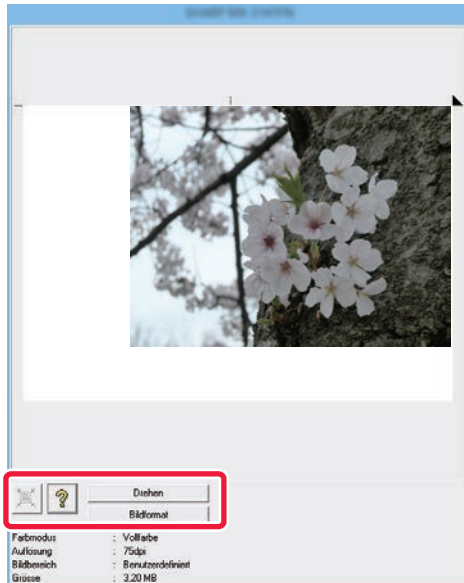 Drehen
Bildformat
Farbmodus : Vollfarbe
Auflösung : 75dpi
Bildbereich : Benutzerdefiniert
Grösse : 3.20 MB